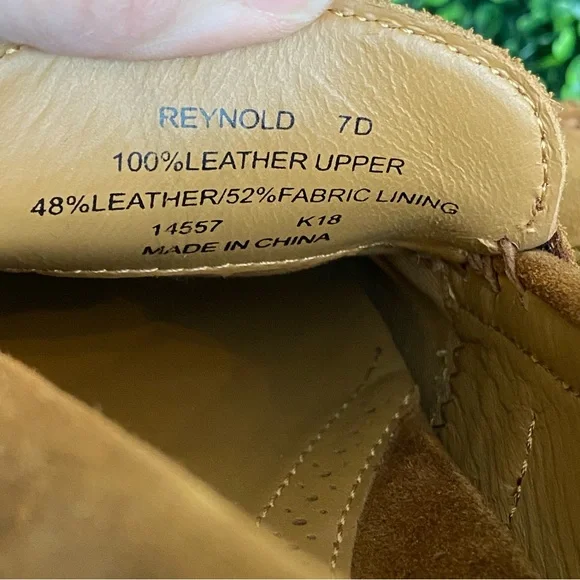 REYNOLD 7D
100%LEATHER UPPER
48%LEATHER/52%FABRIC LINING
14557 K18
MADE IN CHINA